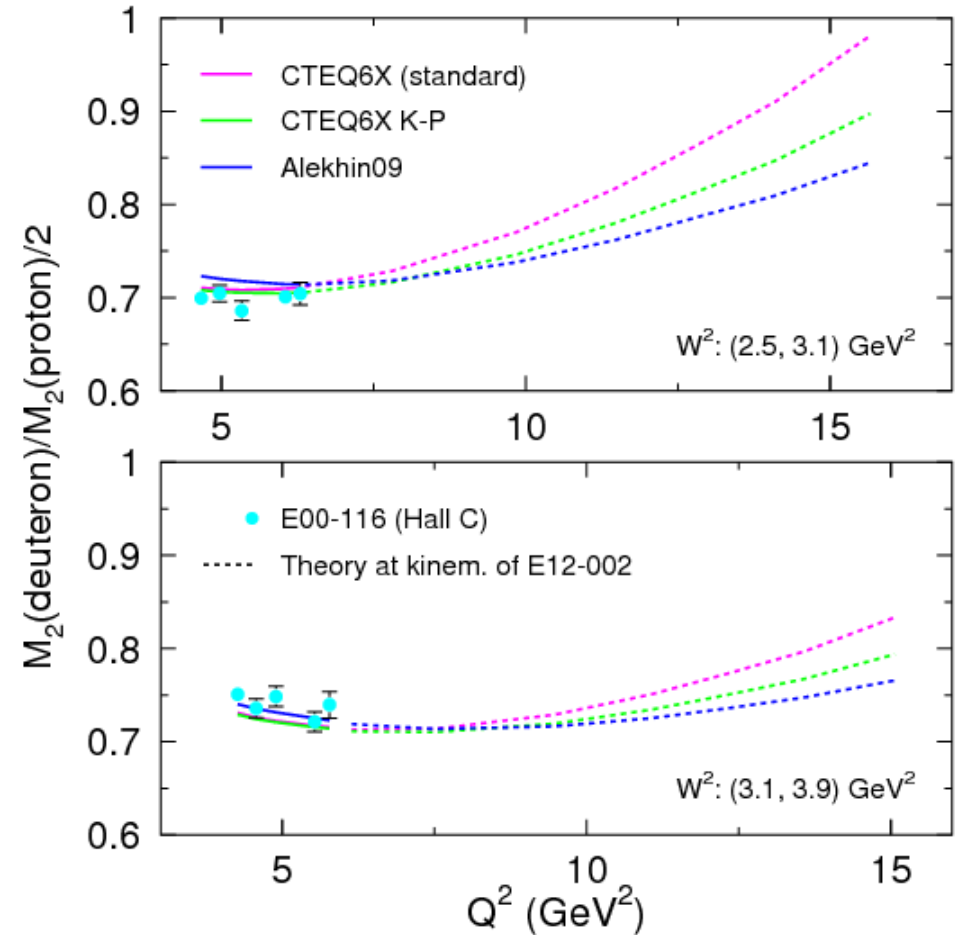 M₂(deuteron)/M₂(proton)/2
1
0.9
0.8
0.7
0.6
CTEQ6X (standard)
CTEQ6X K-P
Alekhin09
W²: (2.5, 3.1) GeV²
5 10 15
1
0.9
0.8
0.7
0.6
E00-116 (Hall C)
Theory at kinem. of E12-002
W²: (3.1, 3.9) GeV²
5 10 15
Q² (GeV²)